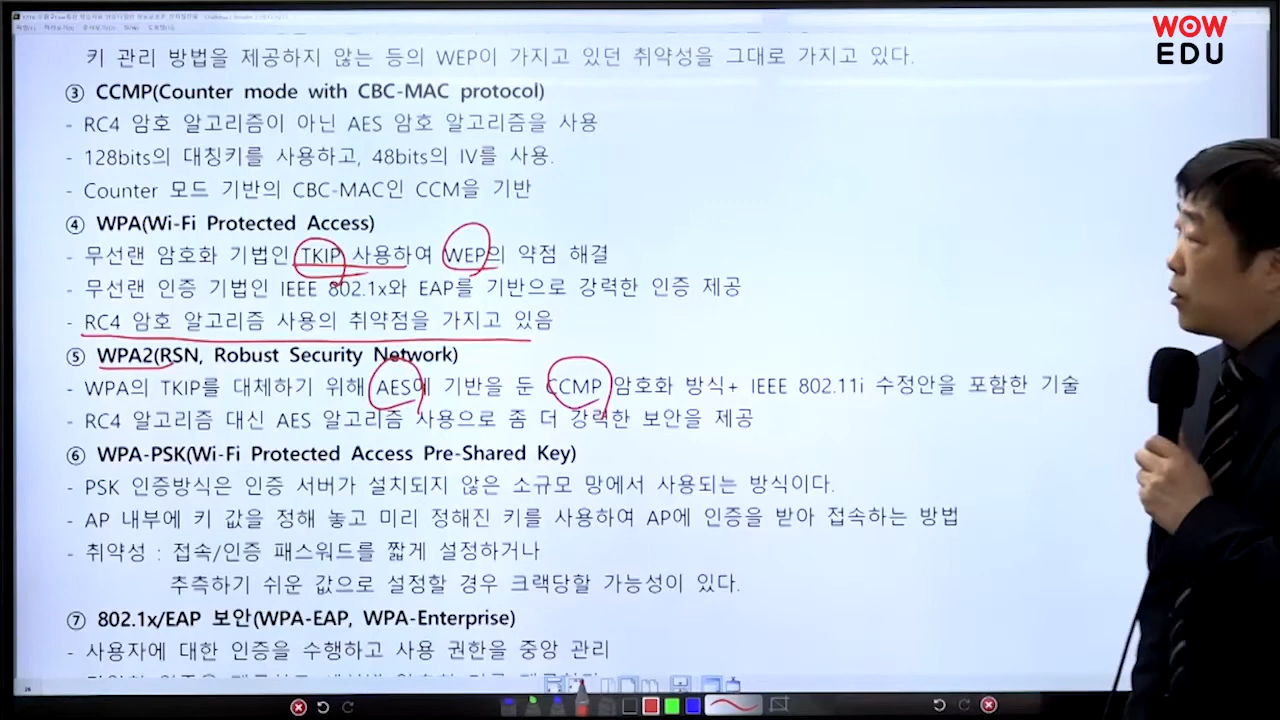 WOW
EDU
키 관리 방법을 제공하지 않는 등의 WEP이 가지고 있던 취약성을 그대로 가지고 있다.
③ CCMP(Counter mode with CBC-MAC protocol)
- RC4 암호 알고리즘이 아닌 AES 암호 알고리즘을 사용
- 128bits의 대칭키를 사용하고, 48bits의 IV를 사용.
- Counter 모드 기반의 CBC-MAC인 CCM을 기반
④ WPA(Wi-Fi Protected Access)
- 무선랜 암호화 기법인 TKIP 사용하여 WEP의 약점 해결
- 무선랜 인증 기법인 IEEE 802.1x와 EAP를 기반으로 강력한 인증 제공
- RC4 암호 알고리즘 사용의 취약점을 가지고 있음
⑤ WPA2(RSN, Robust Security Network)
- WPA의 TKIP를 대체하기 위해 AES에 기반을 둔 CCMP 암호화 방식+ IEEE 802.11i 수정안을 포함한 기술
- RC4 알고리즘 대신 AES 알고리즘 사용으로 좀 더 강력한 보안을 제공
⑥ WPA-PSK(Wi-Fi Protected Access Pre-Shared Key)
- PSK 인증방식은 인증 서버가 설치되지 않은 소규모 망에서 사용되는 방식이다.
- AP 내부에 키 값을 정해 놓고 미리 정해진 키를 사용하여 AP에 인증을 받아 접속하는 방법
- 취약성 : 접속/인증 패스워드를 짧게 설정하거나
추측하기 쉬운 값으로 설정할 경우 크랙당할 가능성이 있다.
⑦ 802.1x/EAP 보안(WPA-EAP, WPA-Enterprise)
- 사용자에 대한 인증을 수행하고 사용 권한을 중앙 관리